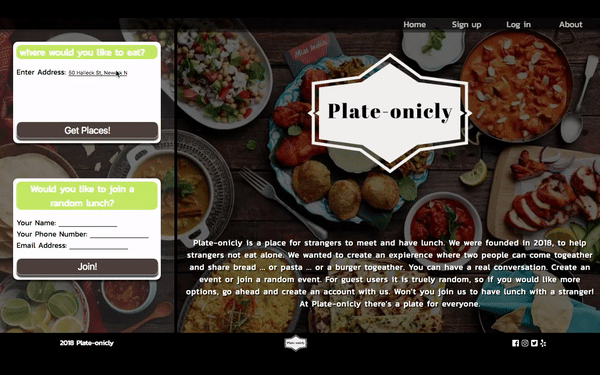 Home Sign up Log in About
where would you like to eat?
Enter Address: 50 Halleck St, Newark N
Get Places!
Would you like to join a
random lunch?
Your Name:
Your Phone Number:
Email Address:
Join!
Plate-onicly
Plate-onicly is a place for strangers to meet and have lunch. We were founded in 2018, to help
strangers not eat alone. We wanted to create an expierence where two people can come togeather
and share bread ... or pasta ... or a burger togeather. You can have a real conversation. Create an
event or join a random event. For guest users it is truely random, so if you would like more
options, go ahead and create an account with us. Won't you join us to have lunch with a stranger!
At Plate-onicly there's a plate for everyone.
2018 Plate-onicly
Plate-onicly